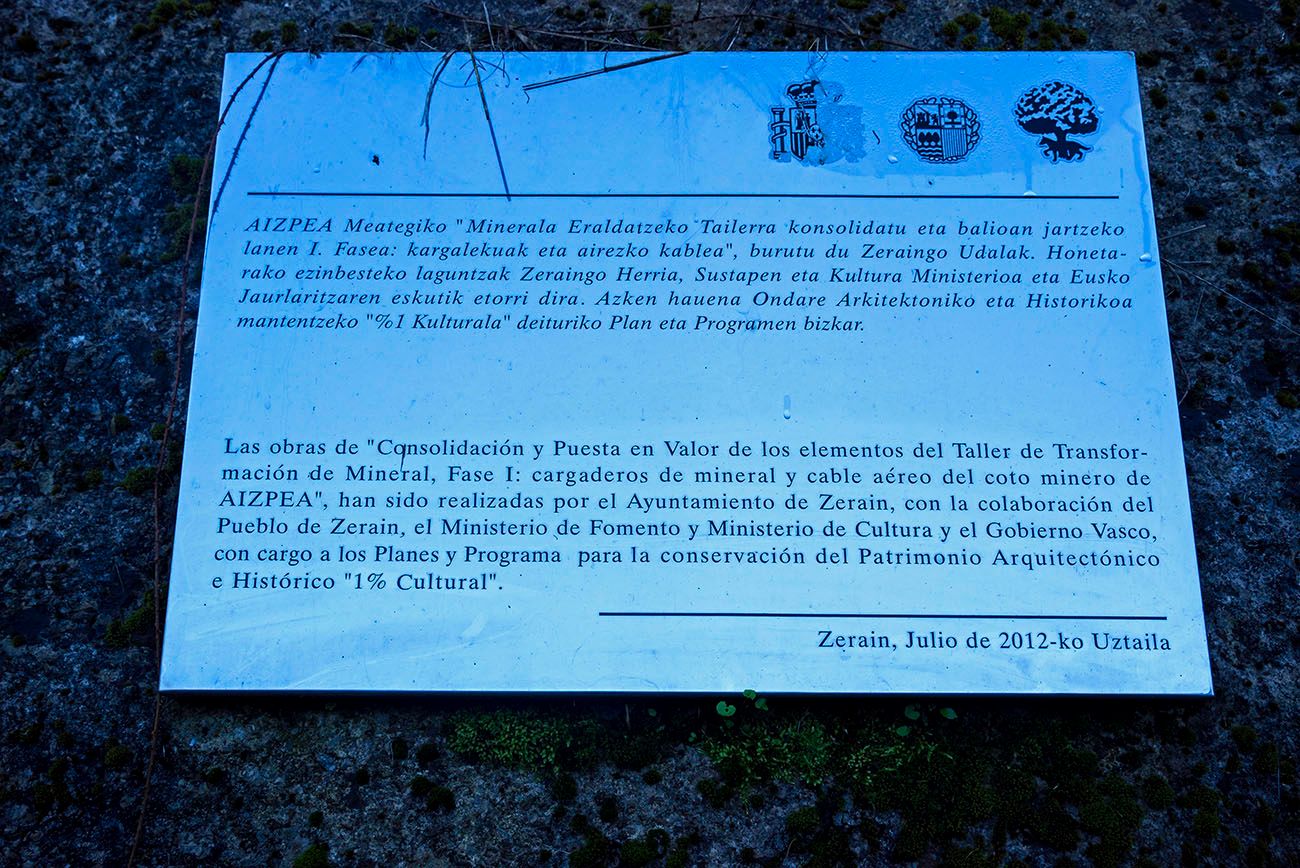 AIZPEA Meategiko "Minerala Eraldatzeko Tailerra konsolidatu eta balioan jartzeko
lanen I. Fasea: kargalekuak eta airezko kablea", burutu du Zeraingo Udalak. Honeta-
rako ezinbesteko laguntzak Zeraingo Herria, Sustapen eta Kultura Ministerioa eta Eusko
Jaurlaritzaren eskutik etorri dira. Azken hauena Ondare Arkitektoniko eta Historikoa
mantentzeko "%1 Kulturala" deituriko Plan eta Programen bizkar.
Las obras de "Consolidación y Puesta en Valor de los elementos del Taller de Transfor-
mación de Mineral, Fase I: cargaderos de mineral y cable aéreo del coto minero de
AIZPEA", han sido realizadas por el Ayuntamiento de Zerain, con la colaboración del
Pueblo de Zerain, el Ministerio de Fomento y Ministerio de Cultura y el Gobierno Vasco,
con cargo a los Planes y Programa para la conservación del Patrimonio Arquitectónico
e Histórico "1% Cultural".
Zerain, Julio de 2012-ko Uztaila